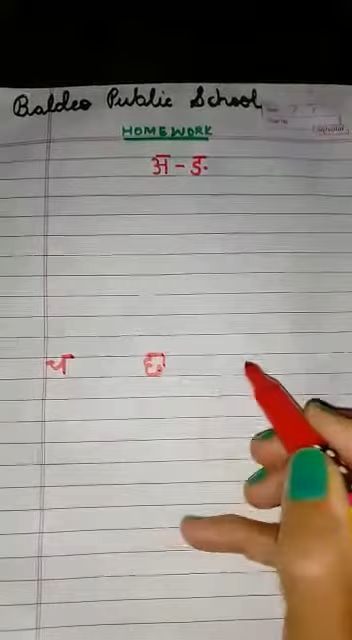 Baldeo Public School
HOMEWORK
अ - ङ
च छ